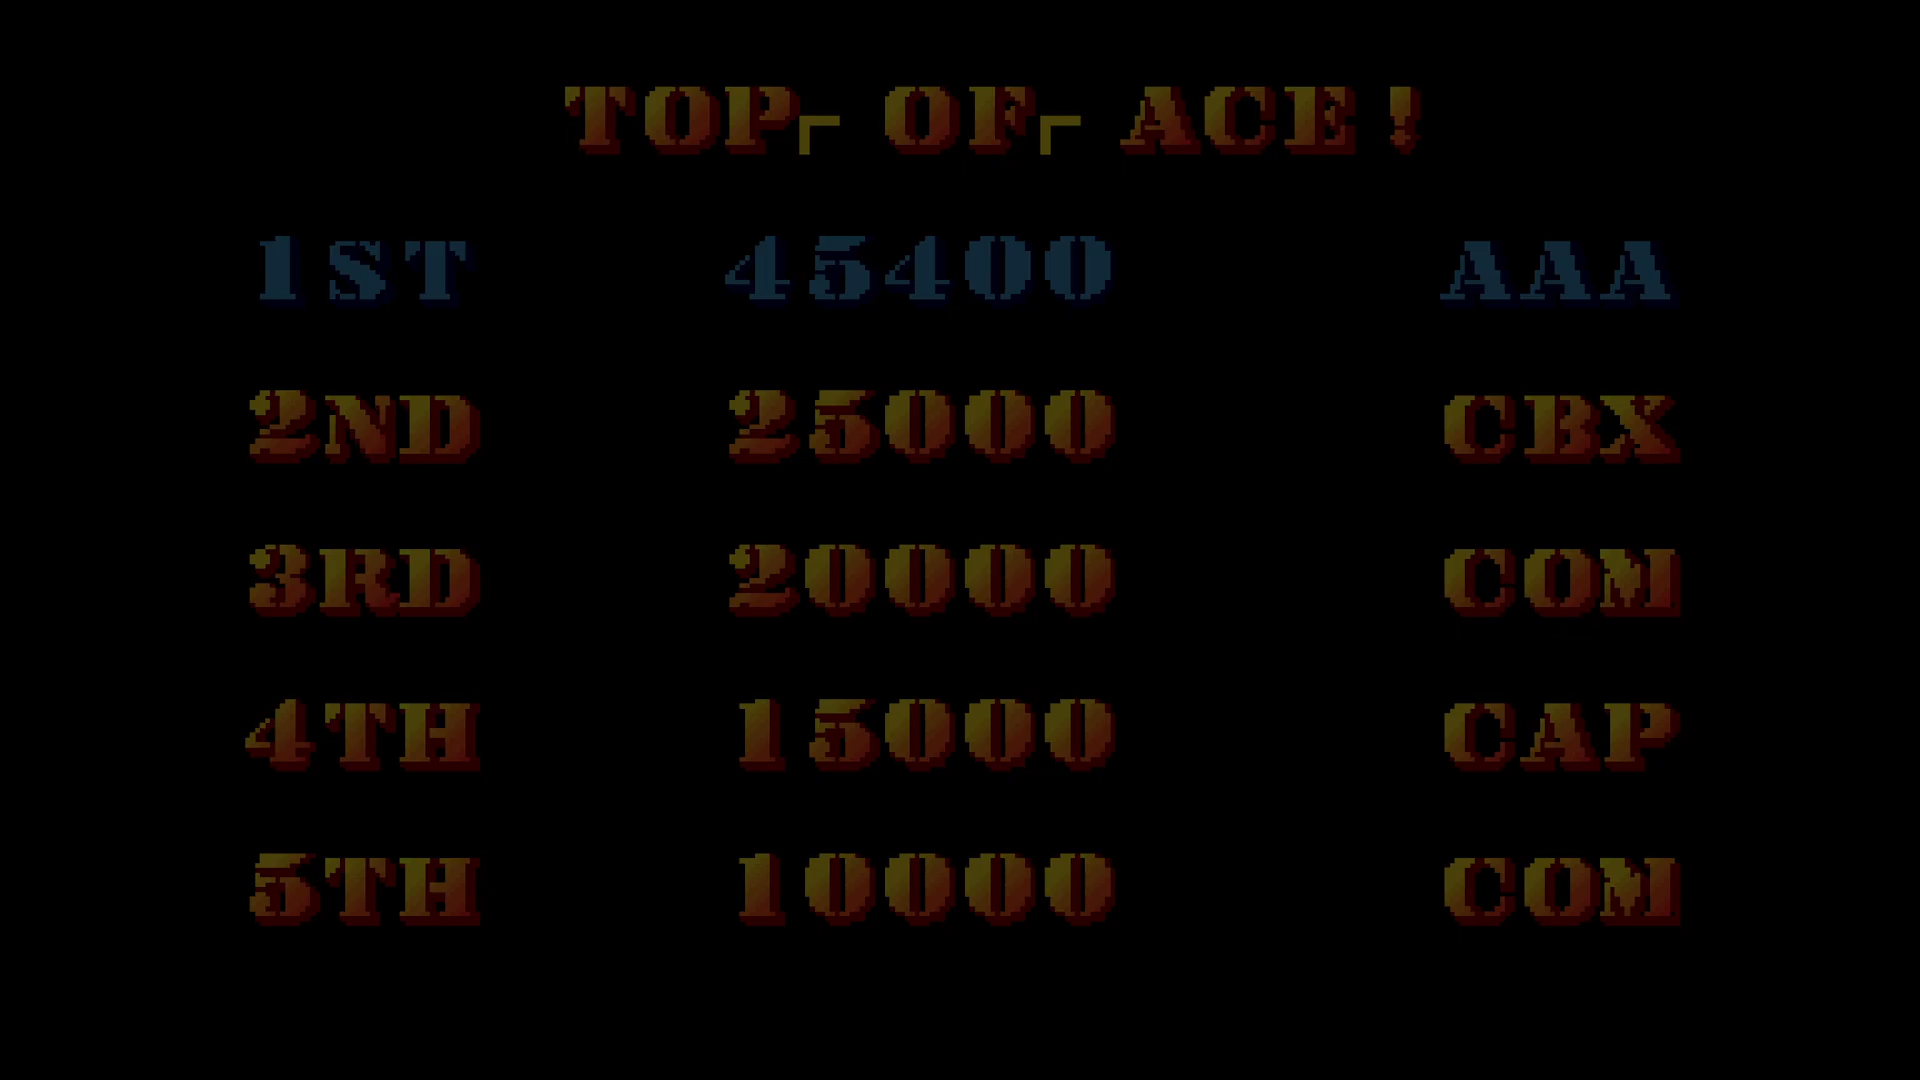 TOP┌ OF┌ ACE !
1ST 45400 AAA
2ND 25000 CBX
3RD 20000 COM
4TH 15000 CAP
5TH 10000 COM